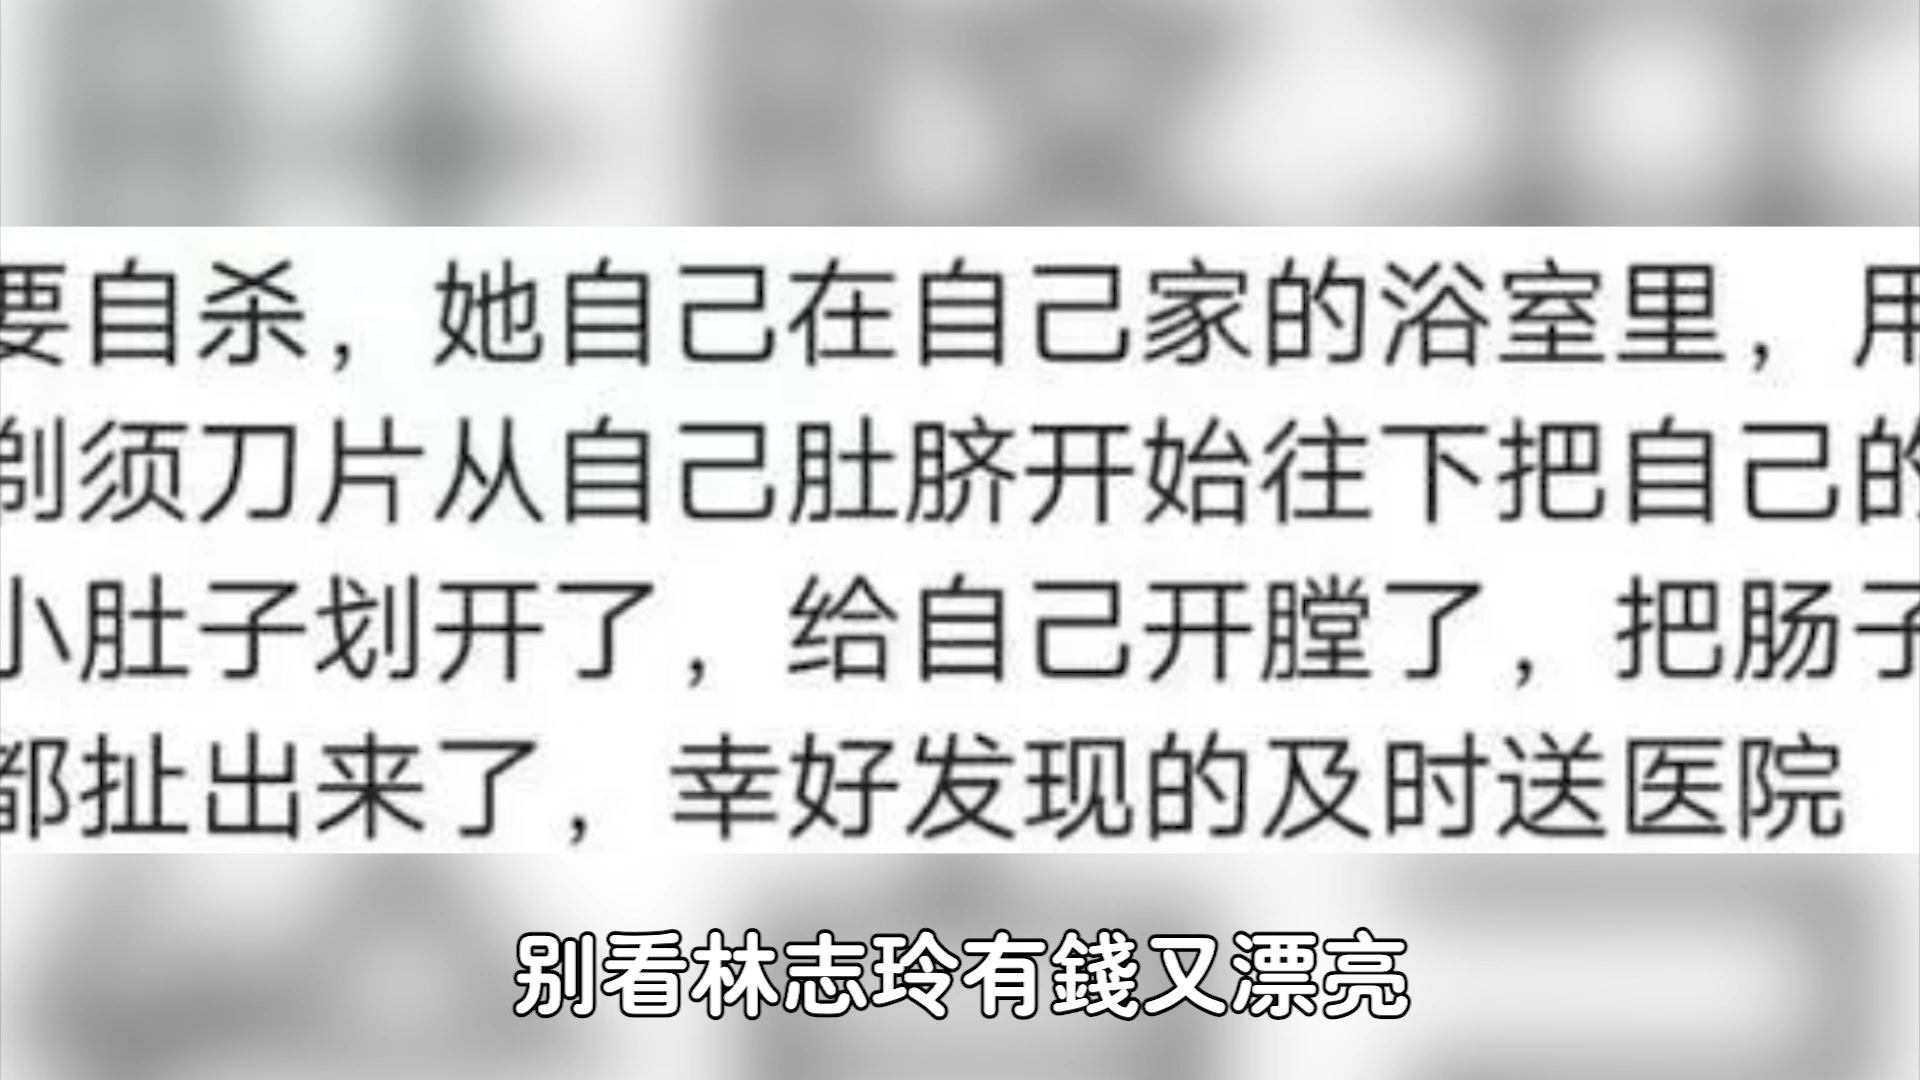 要自杀，她自己在自己家的浴室里，用
剃须刀片从自己肚脐开始往下把自己的
小肚子划开了，给自己开膛了，把肠子
都扯出来了，幸好发现的及时送医院
别看林志玲有錢又漂亮